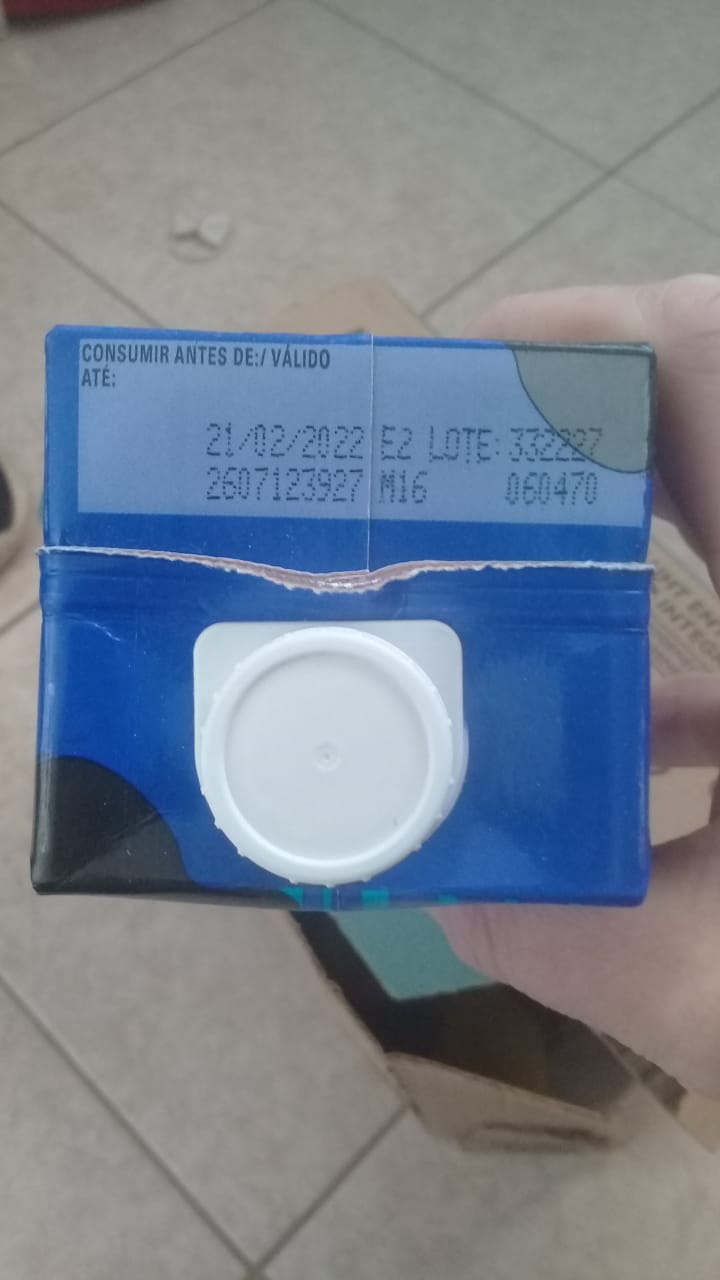 CONSUMIR ANTES DE:/ VÁLIDO
ATÉ:
21/02/2022 E2 LOTE: 332227
2607123927 M16 060470